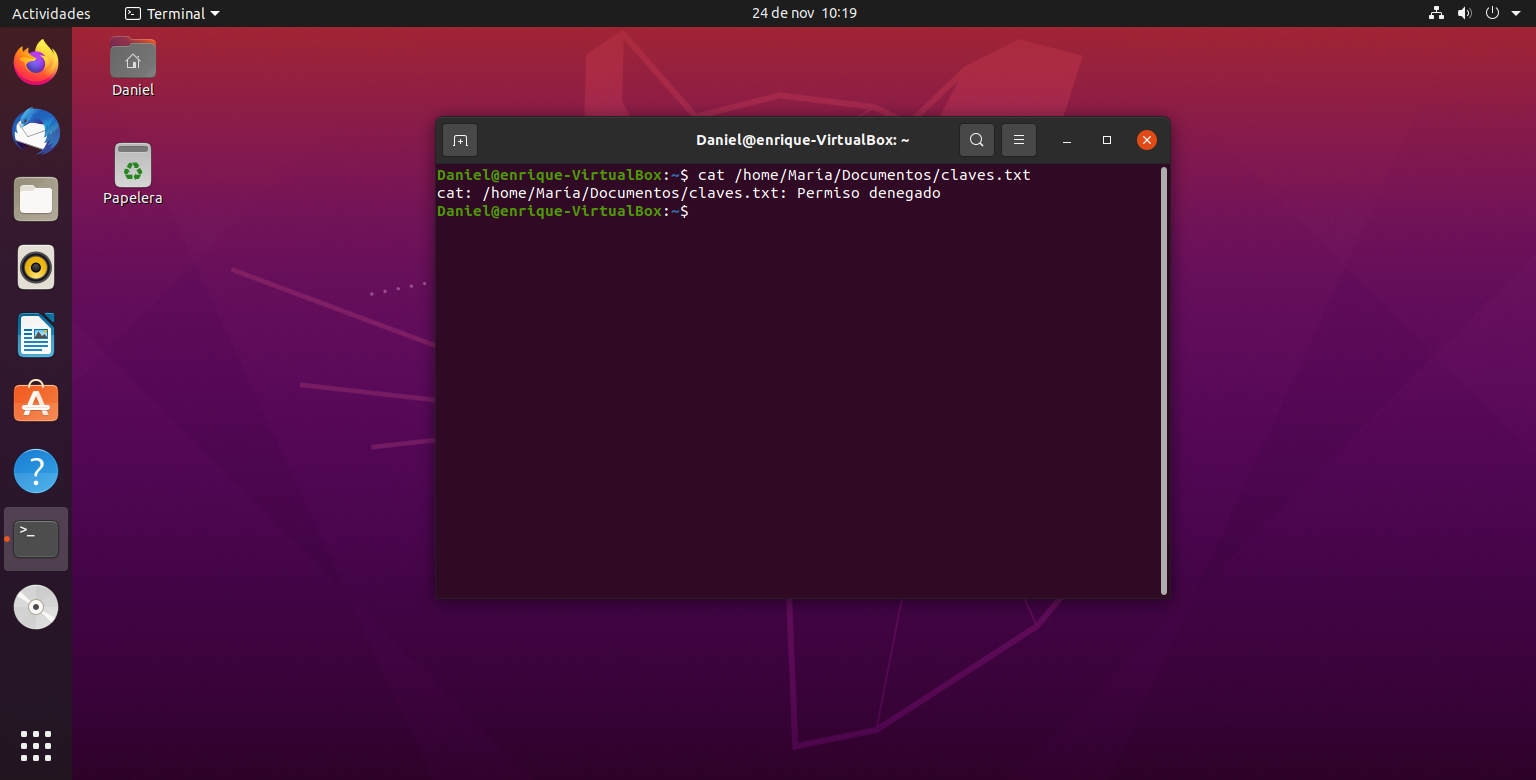 Actividades Terminal 24 de nov 10:19
Daniel
Papelera
Daniel@enrique-VirtualBox: ~
Daniel@enrique-VirtualBox:~$ cat /home/María/Documentos/claves.txt
cat: /home/María/Documentos/claves.txt: Permiso denegado
Daniel@enrique-VirtualBox:~$